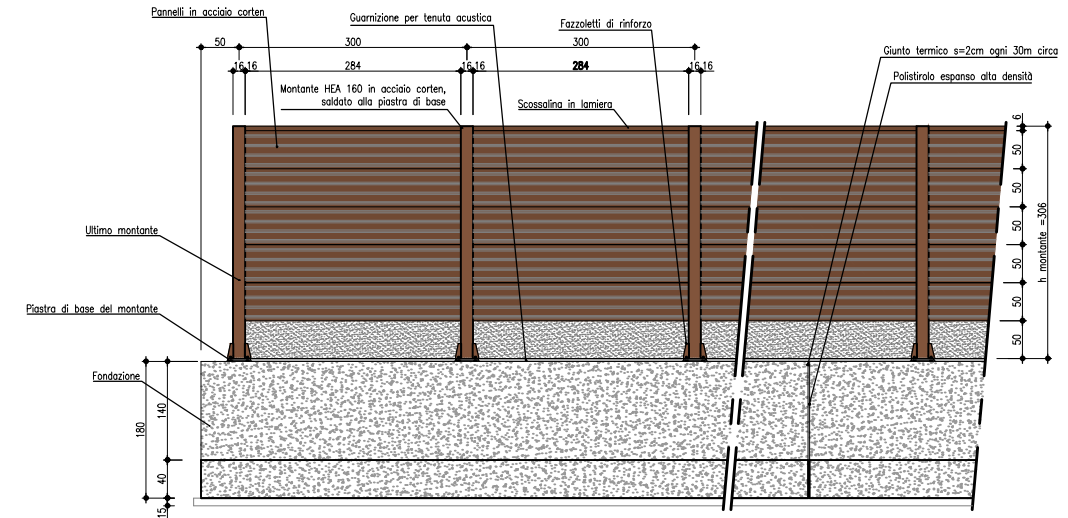 Pannelli in acciaio corten
Guarnizione per tenuta acustica
Fazzoletti di rinforzo
Giunto termico s=2cm ogni 30m circa
50
300
300
Polistirolo espanso alta densità
16 16
284
16 16
284
16 16
Montante HEA 160 in acciaio corten,
saldato alla piastra di base
Scossalina in lamiera
6
50
50
50
50
50
50
h montante =306
Ultimo montante
Piastra di base del montante
Fondazione
140
180
40
15